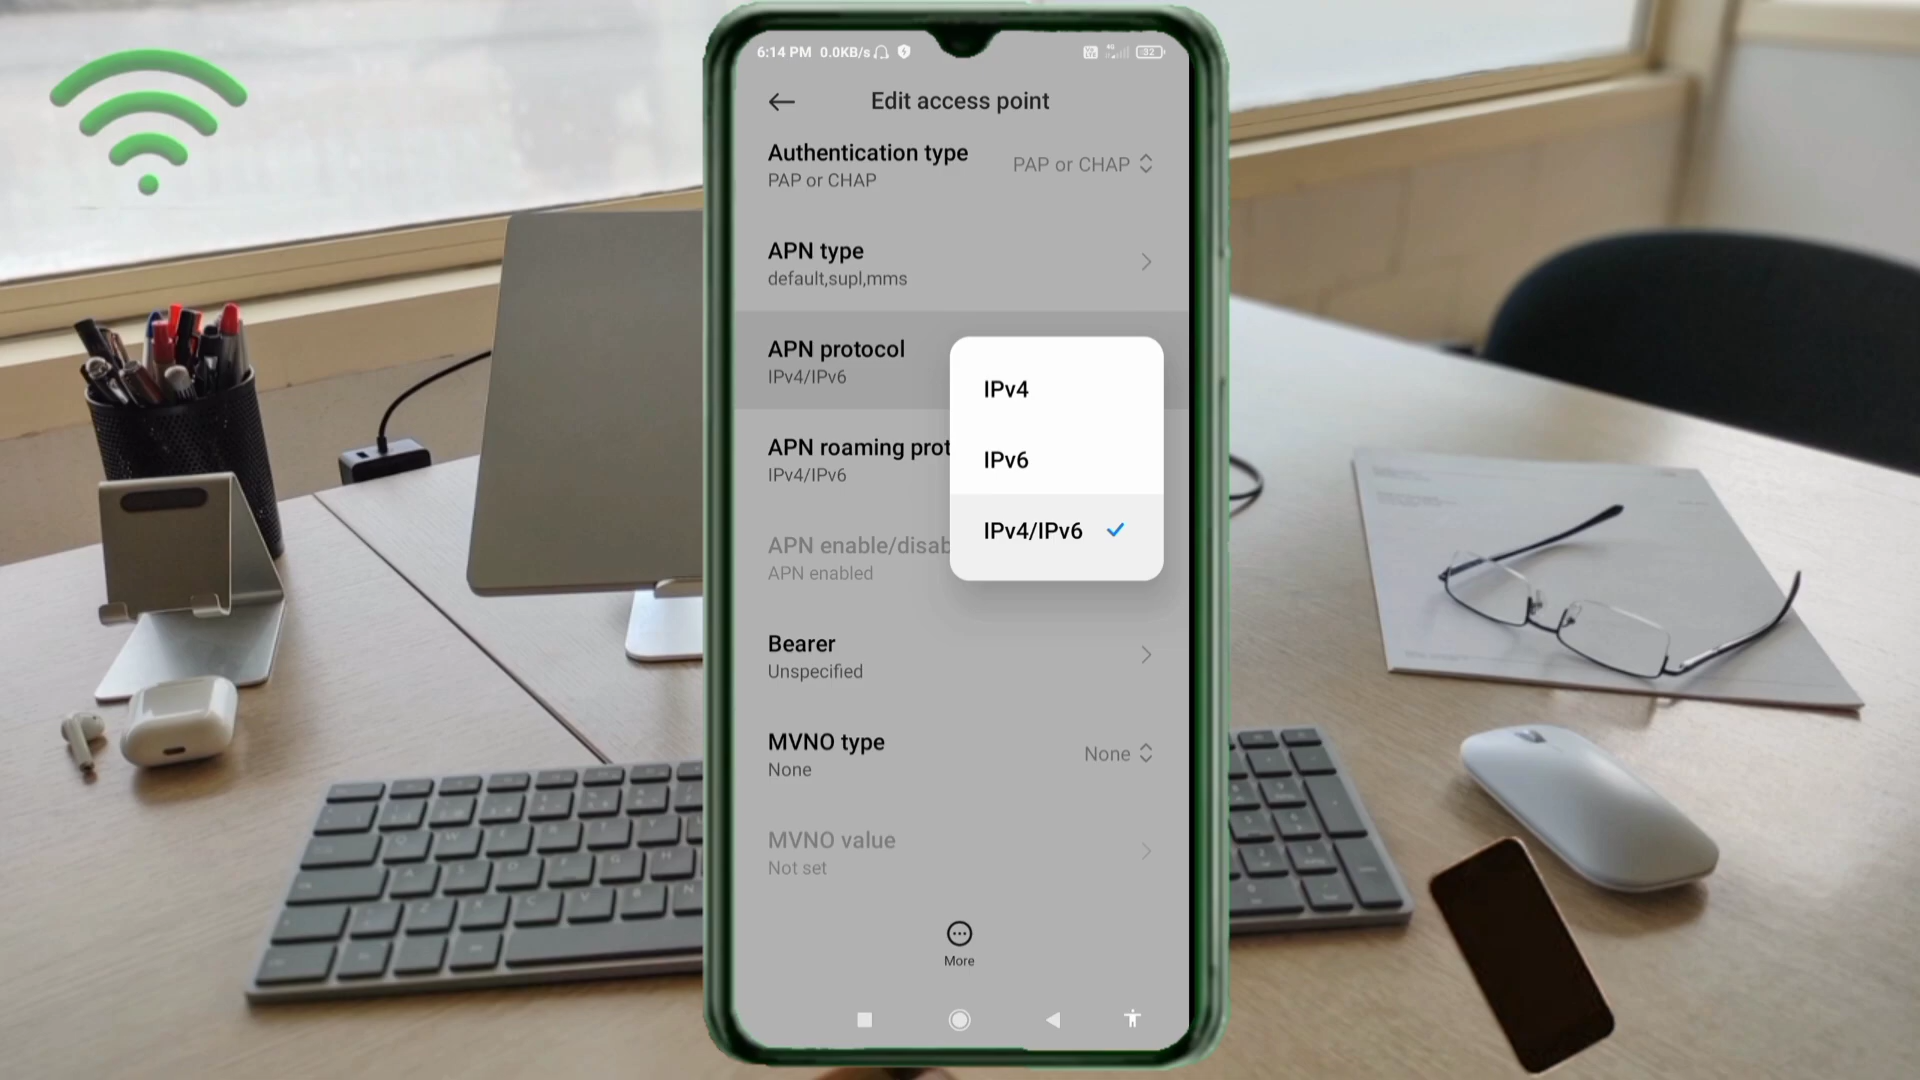 6:14 PM 0.0KB/s 4G 32
Edit access point
Authentication type
PAP or CHAP
PAP or CHAP
APN type
default,supl,mms
APN protocol
IPv4/IPv6
IPv4
IPv6
IPv4/IPv6
APN roaming prot
IPv4/IPv6
APN enable/disab
APN enabled
Bearer
Unspecified
MVNO type
None
None
MVNO value
Not set
More